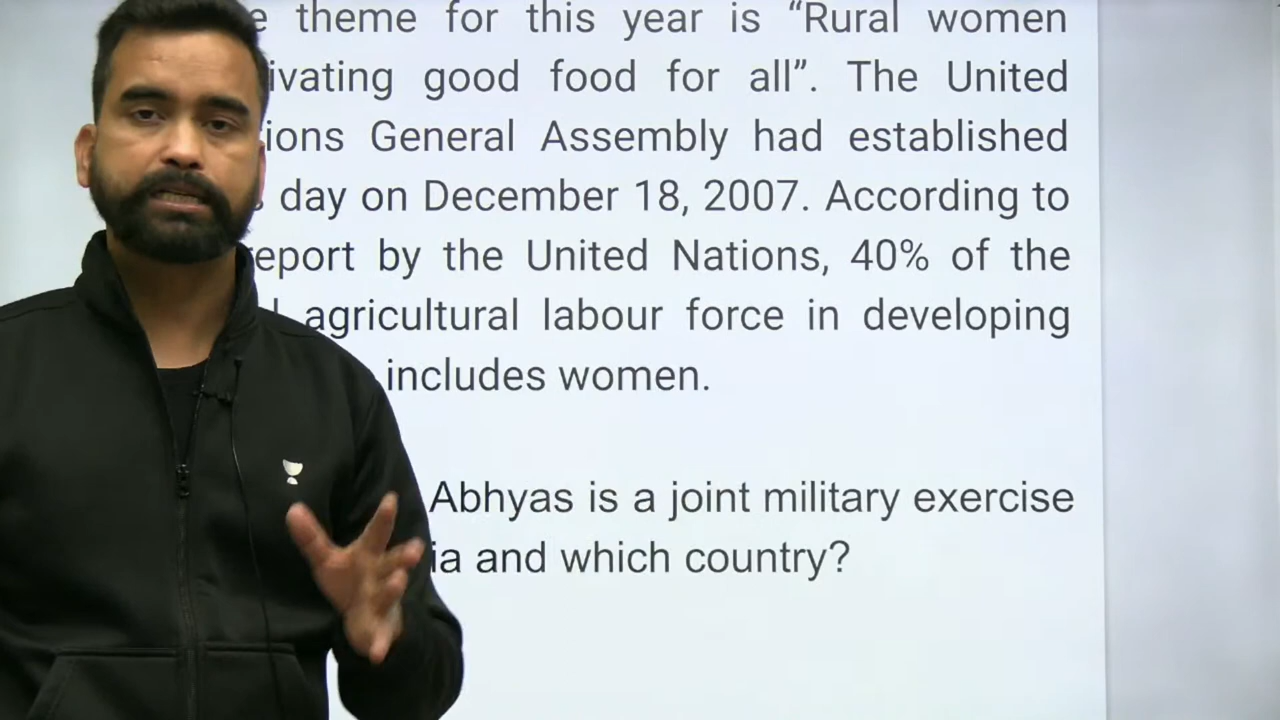 theme for this year is “Rural women
ivating good food for all”. The United
ions General Assembly had established
day on December 18, 2007. According to
eport by the United Nations, 40% of the
agricultural labour force in developing
includes women.
Abhyas is a joint military exercise
ia and which country?